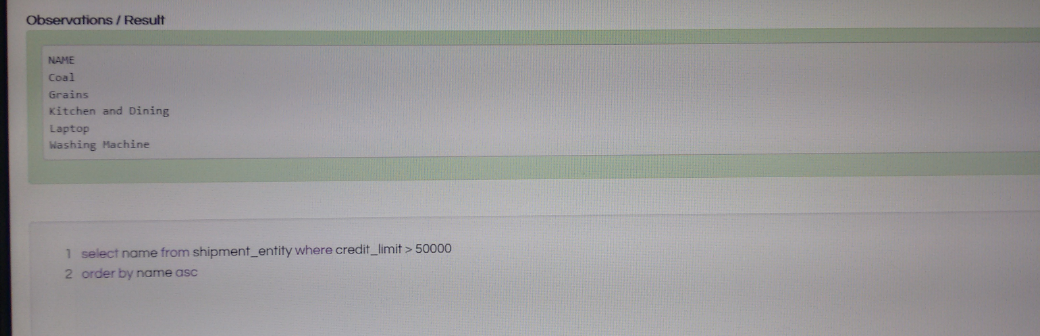 Observations / Result
NAME
Coal
Grains
Kitchen and Dining
Laptop
Washing Machine
1 select name from shipment_entity where credit_limit > 50000
2 order by name asc